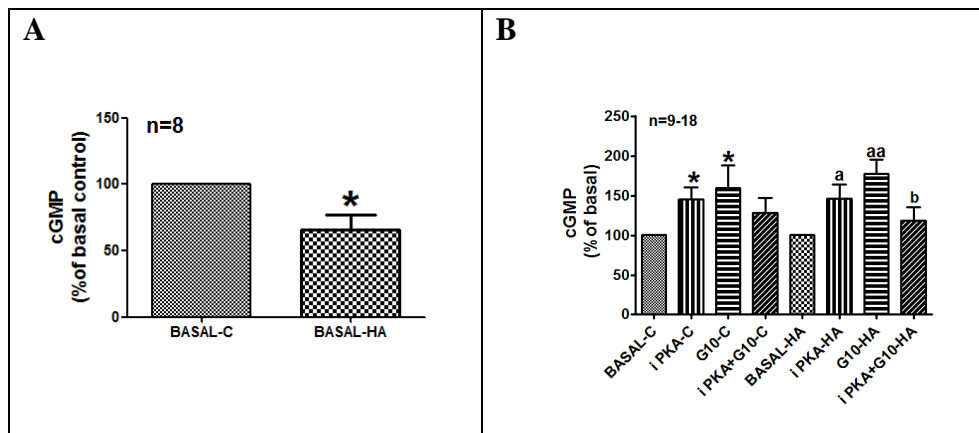 A
n=8
cGMP
(%of basal control)
150
100
50
0
*
BASAL-C
BASAL-HA
B
n=9-18
cGMP
(% of basal)
250
200
150
100
50
0
*
*
a
aa
b
BASAL-C
i PKA-C
G10-C
i PKA+G10-C
BASAL-HA
i PKA-HA
G10-HA
i PKA+G10-HA